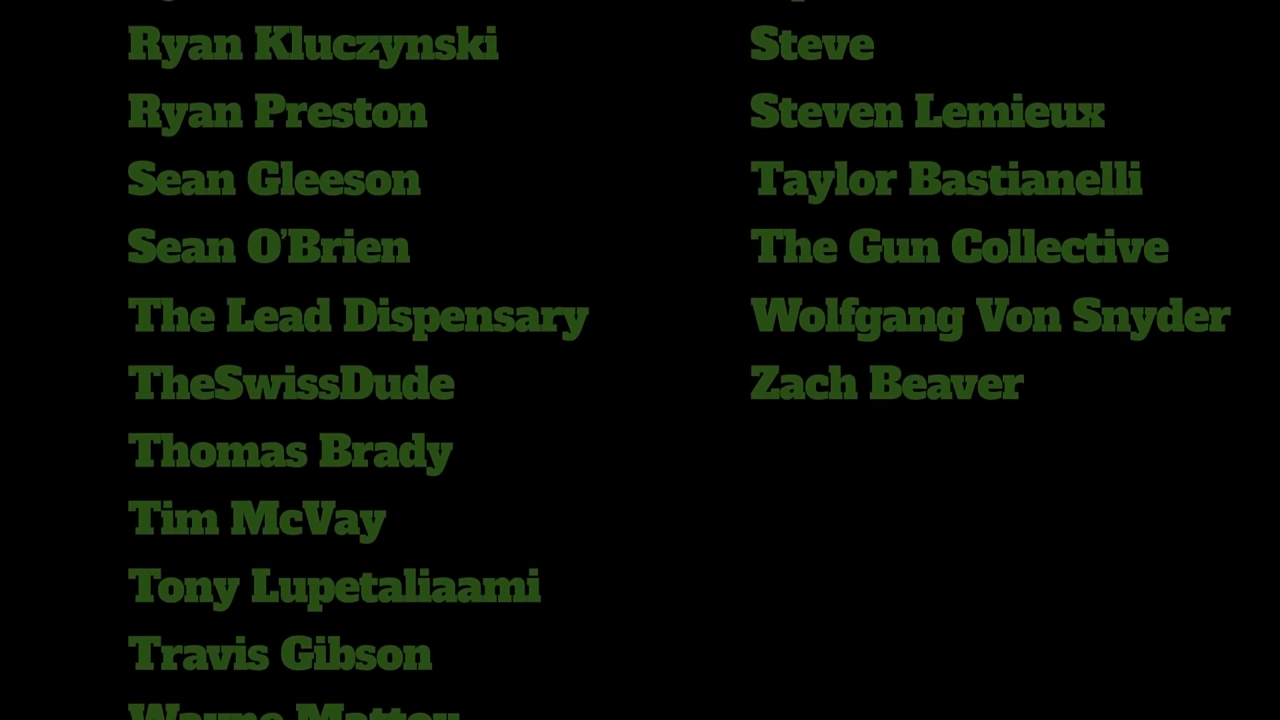 Ryan Kluczynski
Ryan Preston
Sean Gleeson
Sean O'Brien
The Lead Dispensary
TheSwissDude
Thomas Brady
Tim McVay
Tony Lupetaliaami
Travis Gibson
Steve
Steven Lemieux
Taylor Bastianelli
The Gun Collective
Wolfgang Von Snyder
Zach Beaver